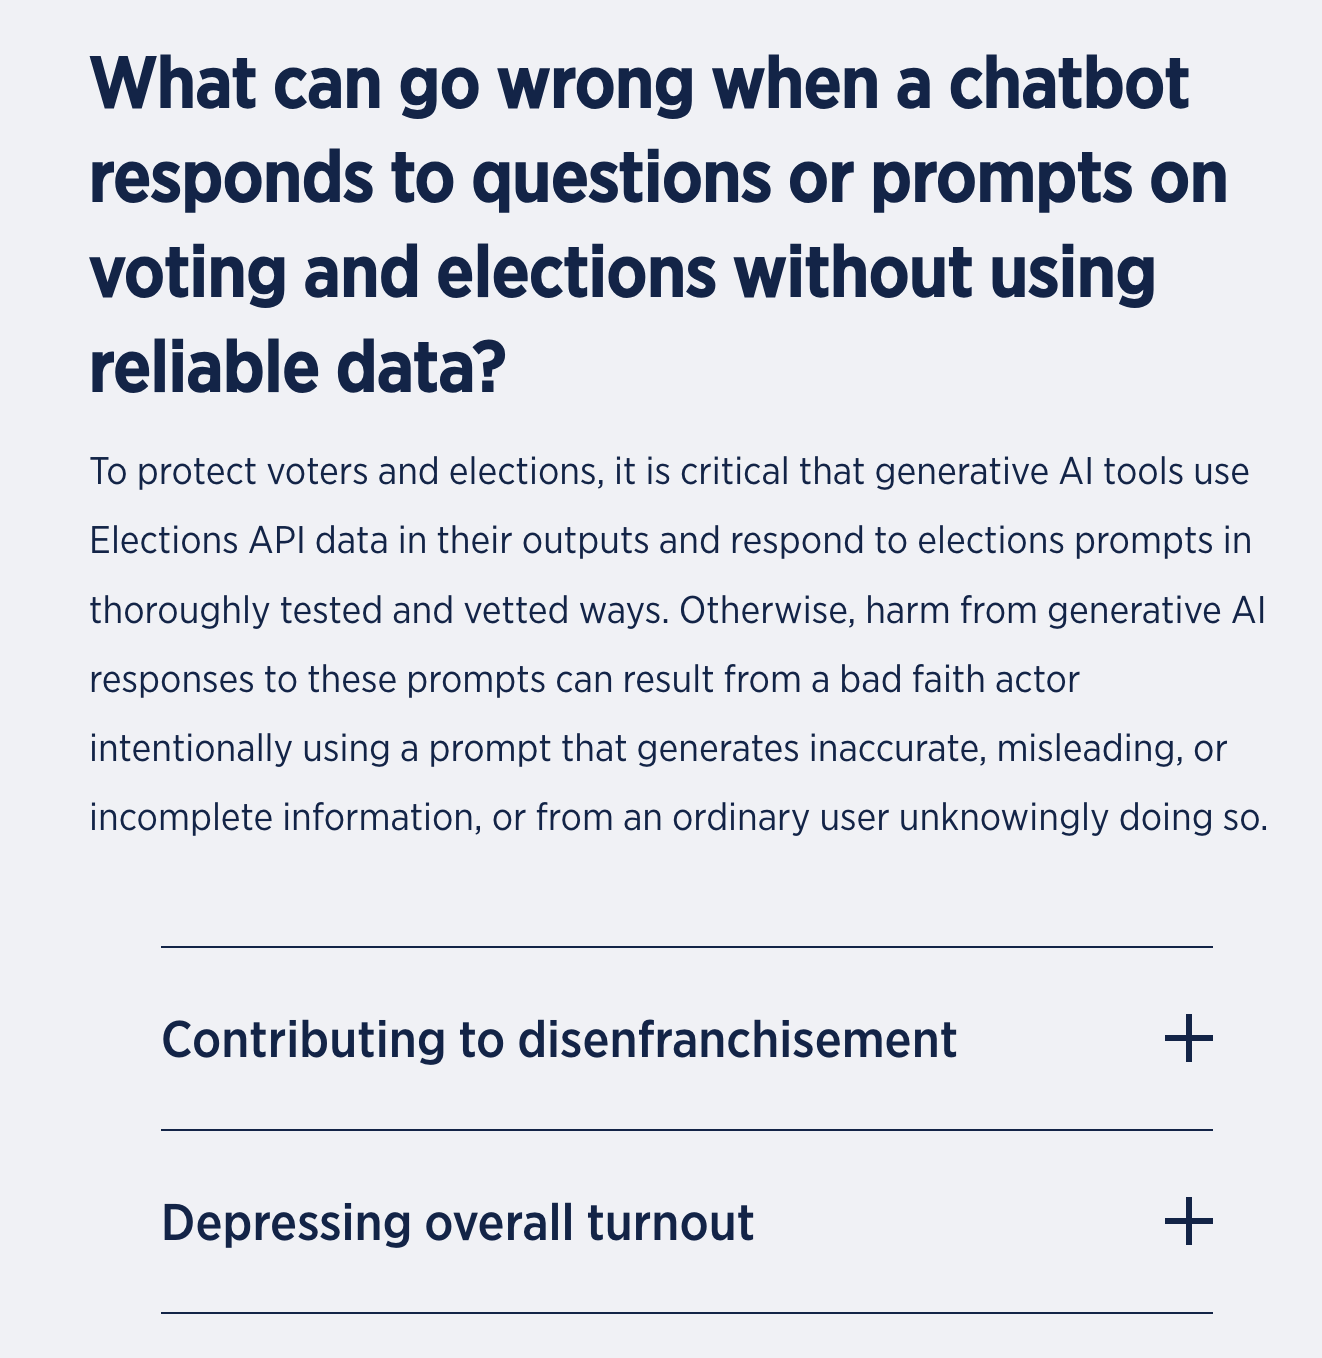 What can go wrong when a chatbot
responds to questions or prompts on
voting and elections without using
reliable data?
To protect voters and elections, it is critical that generative AI tools use
Elections API data in their outputs and respond to elections prompts in
thoroughly tested and vetted ways. Otherwise, harm from generative AI
responses to these prompts can result from a bad faith actor
intentionally using a prompt that generates inaccurate, misleading, or
incomplete information, or from an ordinary user unknowingly doing so.
Contributing to disenfranchisement
Depressing overall turnout